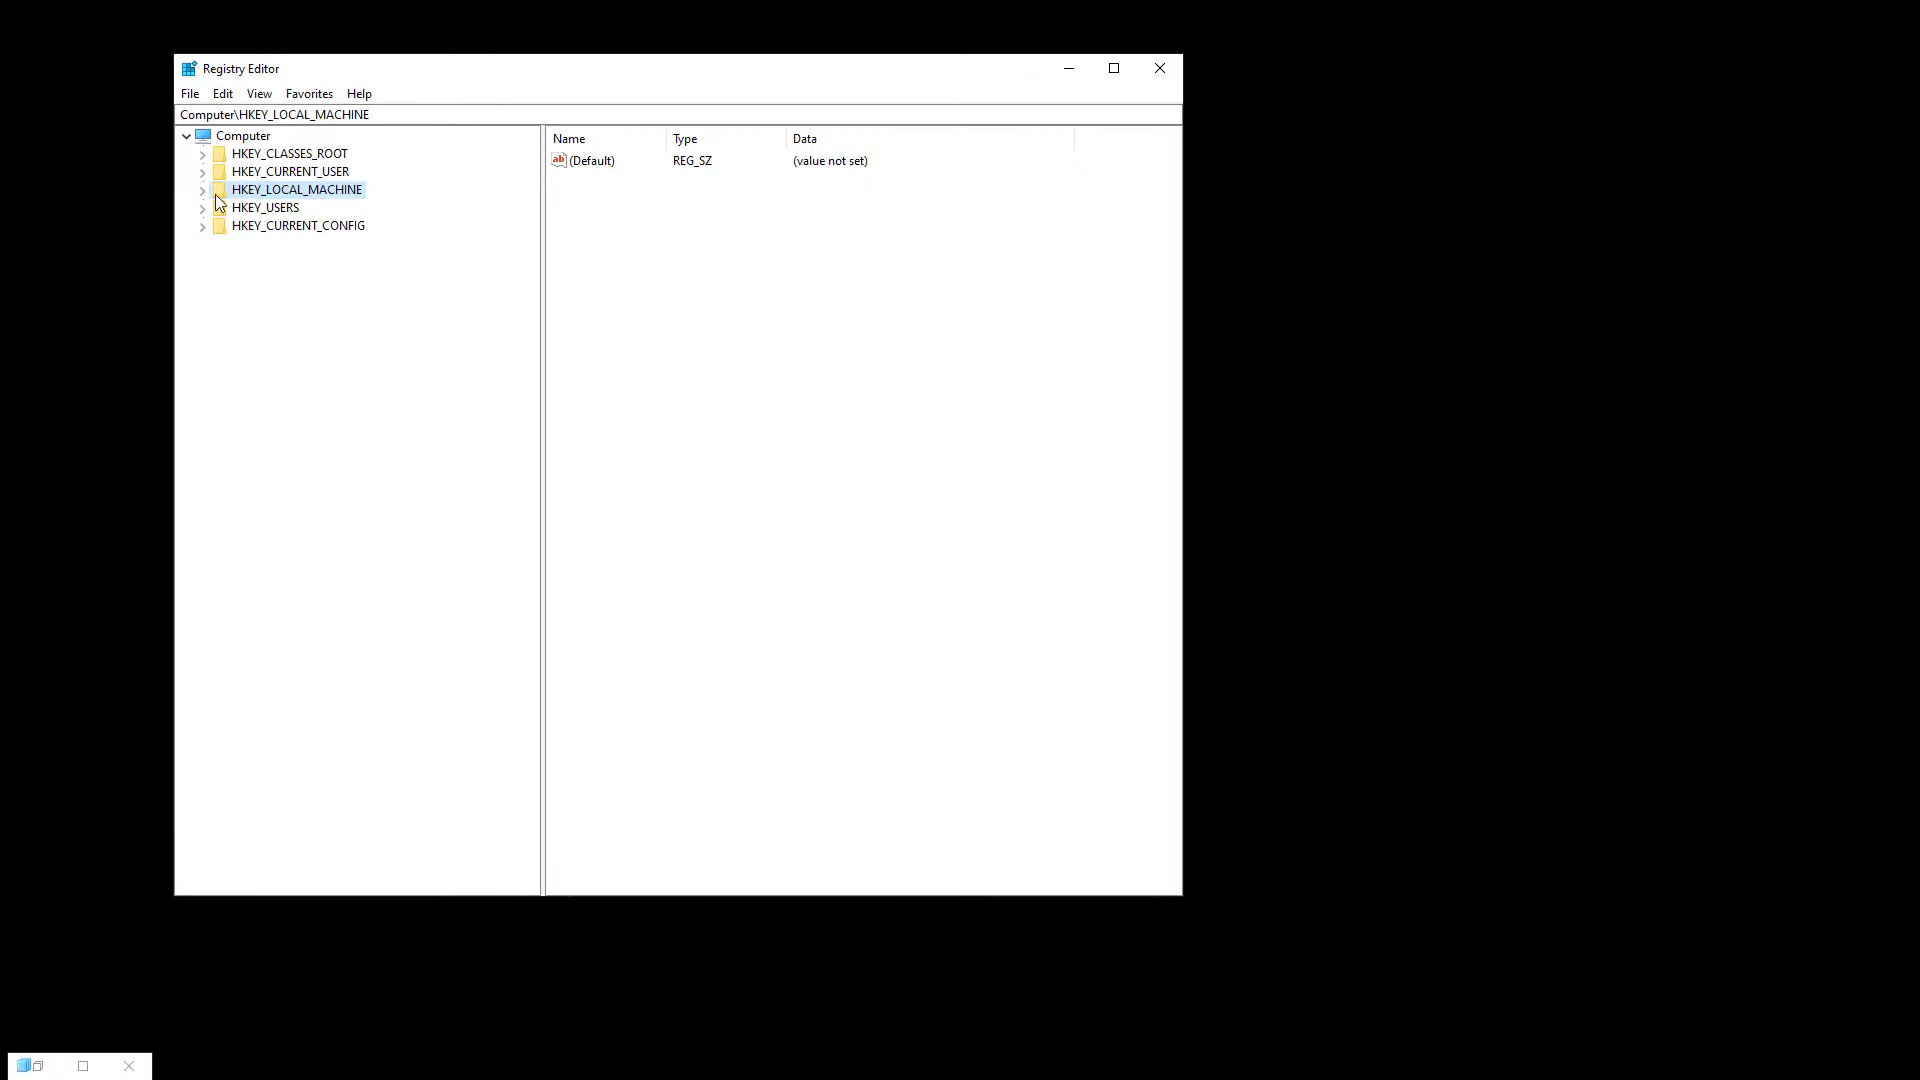 Registry Editor
File Edit View Favorites Help
Computer\HKEY_LOCAL_MACHINE
Computer
HKEY_CLASSES_ROOT
HKEY_CURRENT_USER
HKEY_LOCAL_MACHINE
HKEY_USERS
HKEY_CURRENT_CONFIG
Name Type Data
ab (Default) REG_SZ (value not set)